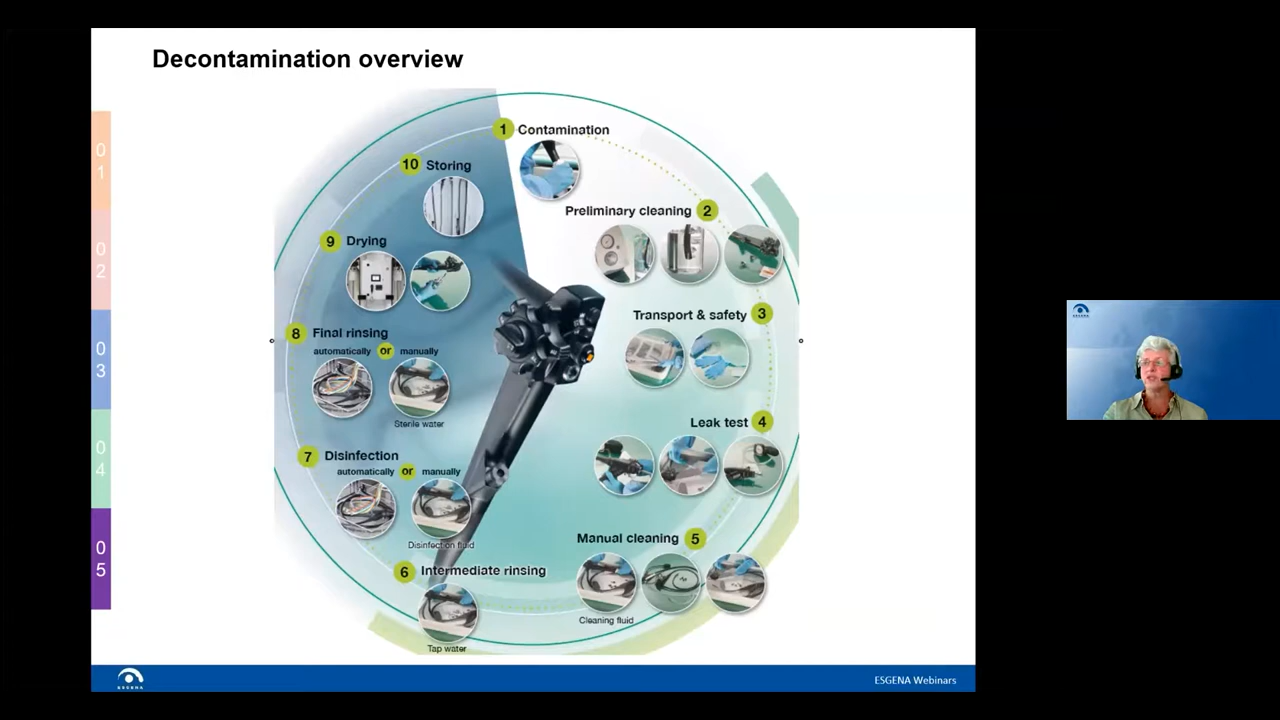 Decontamination overview
01
02
03
04
05
1 Contamination
Preliminary cleaning 2
Transport & safety 3
Leak test 4
Manual cleaning 5
Cleaning fluid
6 Intermediate rinsing
Tap water
7 Disinfection
automatically or manually
Disinfection fluid
8 Final rinsing
automatically or manually
Sterile water
9 Drying
10 Storing
ESGENA
ESGENA Webinars